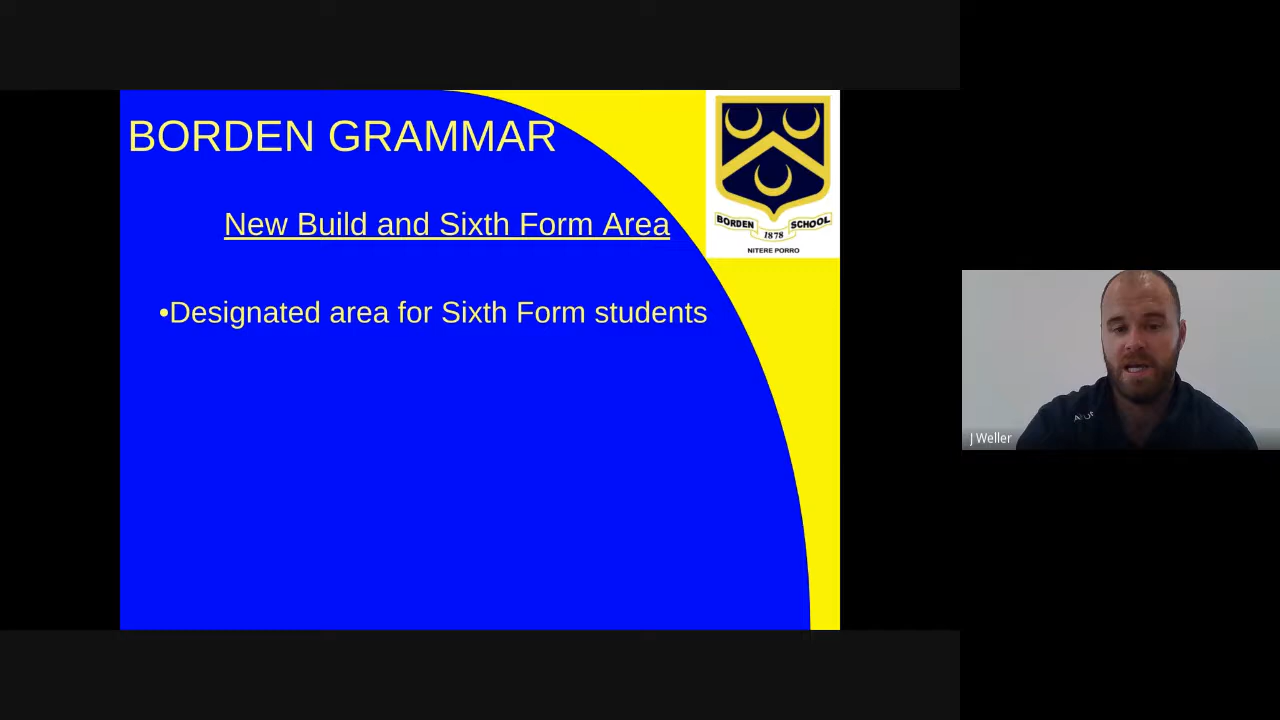 BORDEN GRAMMAR
New Build and Sixth Form Area
•Designated area for Sixth Form students
BORDEN SCHOOL
1878
NITERE PORRO
J Weller